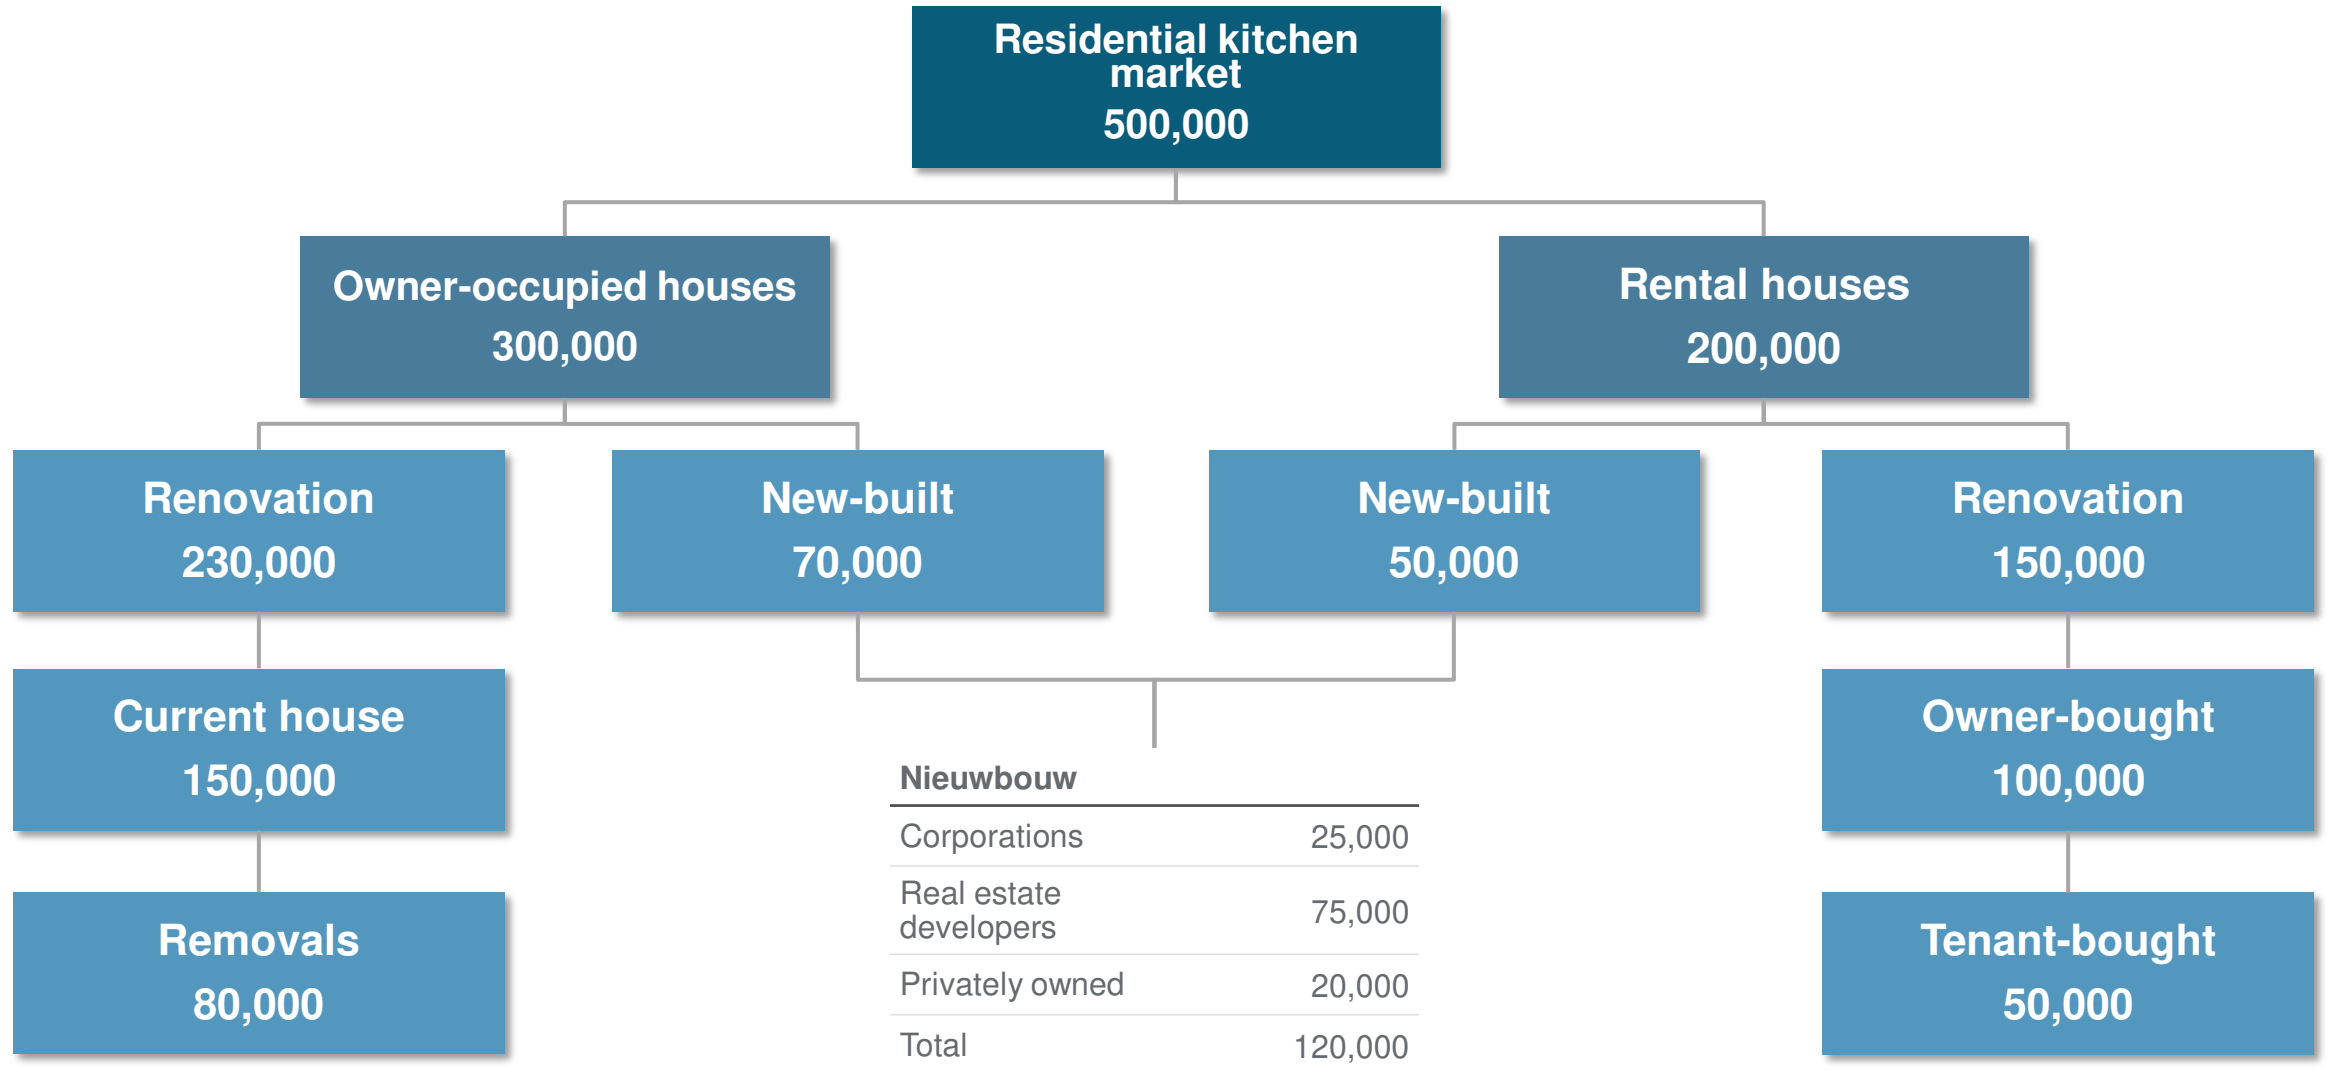 Residential kitchen
market
500,000
Owner-occupied houses
300,000
Rental houses
200,000
Renovation
230,000
New-built
70,000
New-built
50,000
Renovation
150,000
Current house
150,000
Owner-bought
100,000
Removals
80,000
Nieuwbouw
Corporations 25,000
Real estate
developers 75,000
Privately owned 20,000
Total 120,000
Tenant-bought
50,000